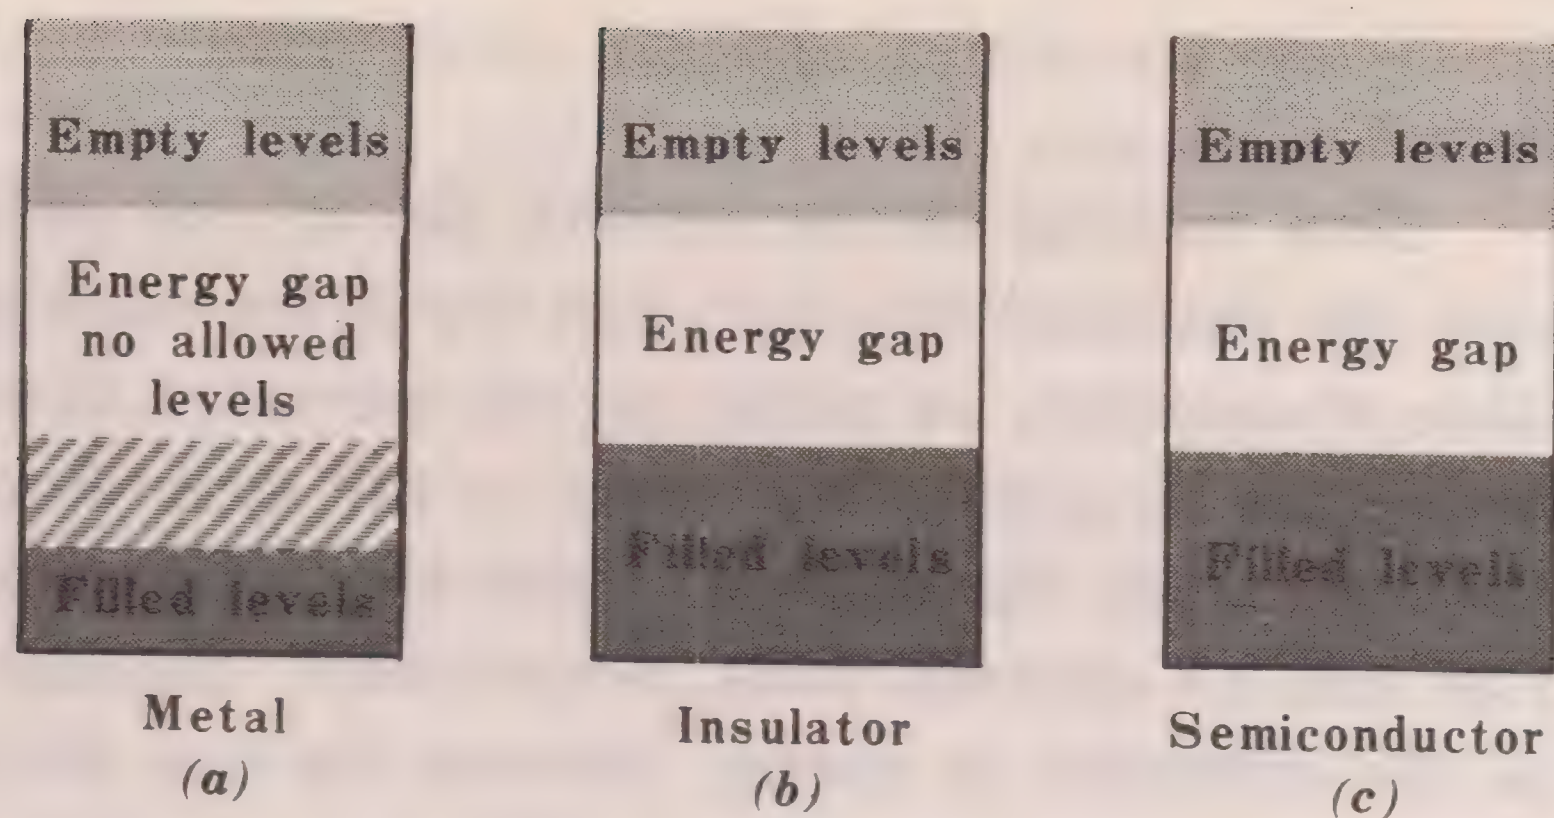 Empty levels
Energy gap
no allowed
levels
Filled levels
Metal
(a)
Empty levels
Energy gap
Filled levels
Insulator
(b)
Empty levels
Energy gap
Filled levels
Semiconductor
(c)